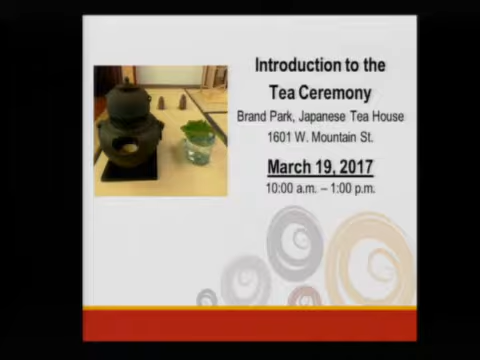 Introduction to the
Tea Ceremony
Brand Park, Japanese Tea House
1601 W. Mountain St.
March 19, 2017
10:00 a.m. – 1:00 p.m.